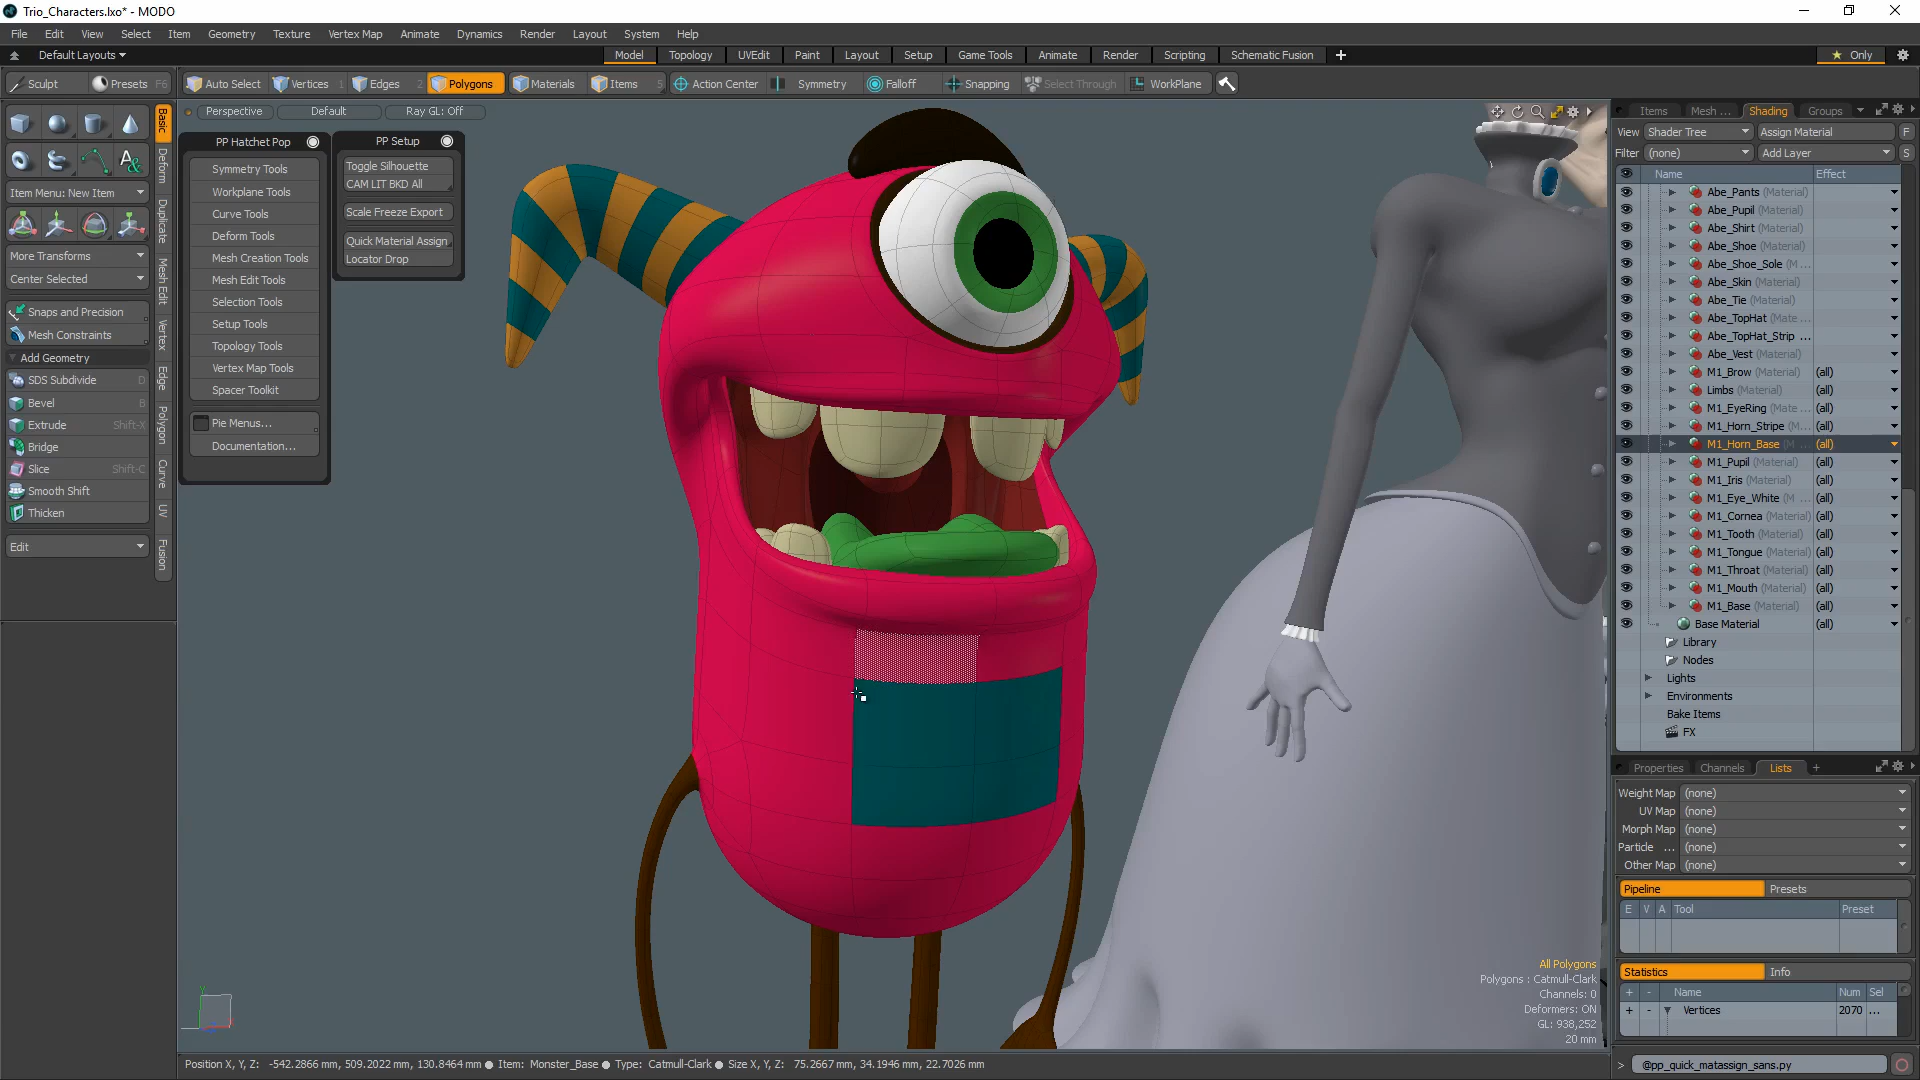 Trio_Characters.lxo* - MODO
File Edit View Select Item Geometry Texture Vertex Map Animate Dynamics Render Layout System Help
Default Layouts
Model Topology UVEdit Paint Layout Setup Game Tools Animate Render Scripting Schematic Fusion
Only
Sculpt Presets F6 Auto Select Vertices 1 Edges 2 Polygons Materials Items 5 Action Center Symmetry Falloff Snapping Select Through WorkPlane
Perspective Default Ray GL: Off
PP Hatchet Pop
Symmetry Tools
Workplane Tools
Curve Tools
Deform Tools
Mesh Creation Tools
Mesh Edit Tools
Selection Tools
Setup Tools
Topology Tools
Vertex Map Tools
Spacer Toolkit
Pie Menus...
Documentation...
PP Setup
Toggle Silhouette
CAM LIT BKD All
Scale Freeze Export
Quick Material Assign
Locator Drop
Item Menu: New Item
More Transforms
Center Selected
Snaps and Precision
Mesh Constraints
Add Geometry
SDS Subdivide D
Bevel B
Extrude Shift-X
Bridge
Slice Shift-C
Smooth Shift
Thicken
Edit
Basic
Deform
Duplicate
Mesh Edit
Vertex
Edge
Polygon
Curve
UV
Fusion
Items Mesh ... Shading Groups
View Shader Tree Assign Material F
Filter (none) Add Layer S
Name Effect
Abe_Pants (Material)
Abe_Pupil (Material)
Abe_Shirt (Material)
Abe_Shoe (Material)
Abe_Shoe_Sole (M ...
Abe_Skin (Material)
Abe_Tie (Material)
Abe_TopHat (Mate ...
Abe_TopHat_Strip ...
Abe_Vest (Material)
M1_Brow (Material) (all)
Limbs (Material) (all)
M1_EyeRing (Mate ... (all)
M1_Horn_Stripe (M... (all)
M1_Horn_Base (M ... (all)
M1_Pupil (Material) (all)
M1_Iris (Material) (all)
M1_Eye_White (M ... (all)
M1_Cornea (Material) (all)
M1_Tooth (Material) (all)
M1_Tongue (Material) (all)
M1_Throat (Material) (all)
M1_Mouth (Material) (all)
M1_Base (Material) (all)
Base Material (all)
Library
Nodes
Lights
Environments
Bake Items
FX
Properties Channels Lists +
Weight Map (none)
UV Map (none)
Morph Map (none)
Particle ... (none)
Other Map (none)
Pipeline Presets
E V A Tool Preset
Statistics Info
+ - Name Num Sel
+ - Vertices 2070 ...
> @pp_quick_matassign_sans.py
All Polygons
Polygons : Catmull-Clark
Channels: 0
Deformers: ON
GL: 938,252
20 mm
Position X, Y, Z: -542.2866 mm, 509.2022 mm, 130.8464 mm Item: Monster_Base Type: Catmull-Clark Size X, Y, Z: 75.2667 mm, 34.1946 mm, 22.7026 mm